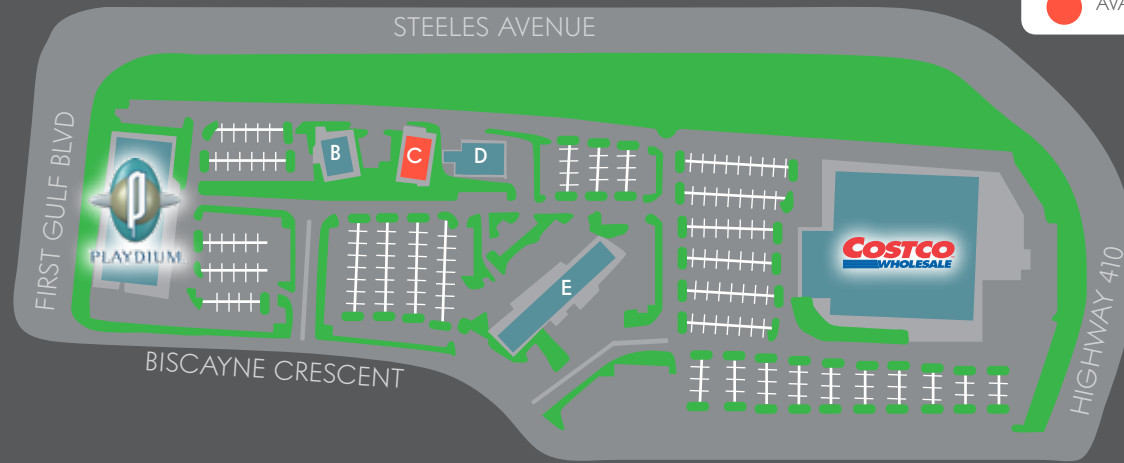 STEELES AVENUE
FIRST GULF BLVD
B
C
D
PLAYDIUM
COSTCO
WHOLESALE
E
HIGHWAY 410
BISCAYNE CRESCENT